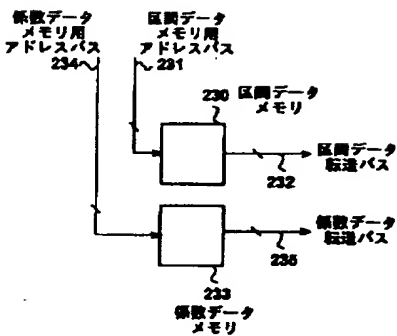 係数データ
メモリ用
アドレスバス
234
区間データ
メモリ用
アドレスバス
231
230 区間データ
メモリ
区間データ
転送バス
232
係数データ
転送バス
235
233
係数データ
メモリ